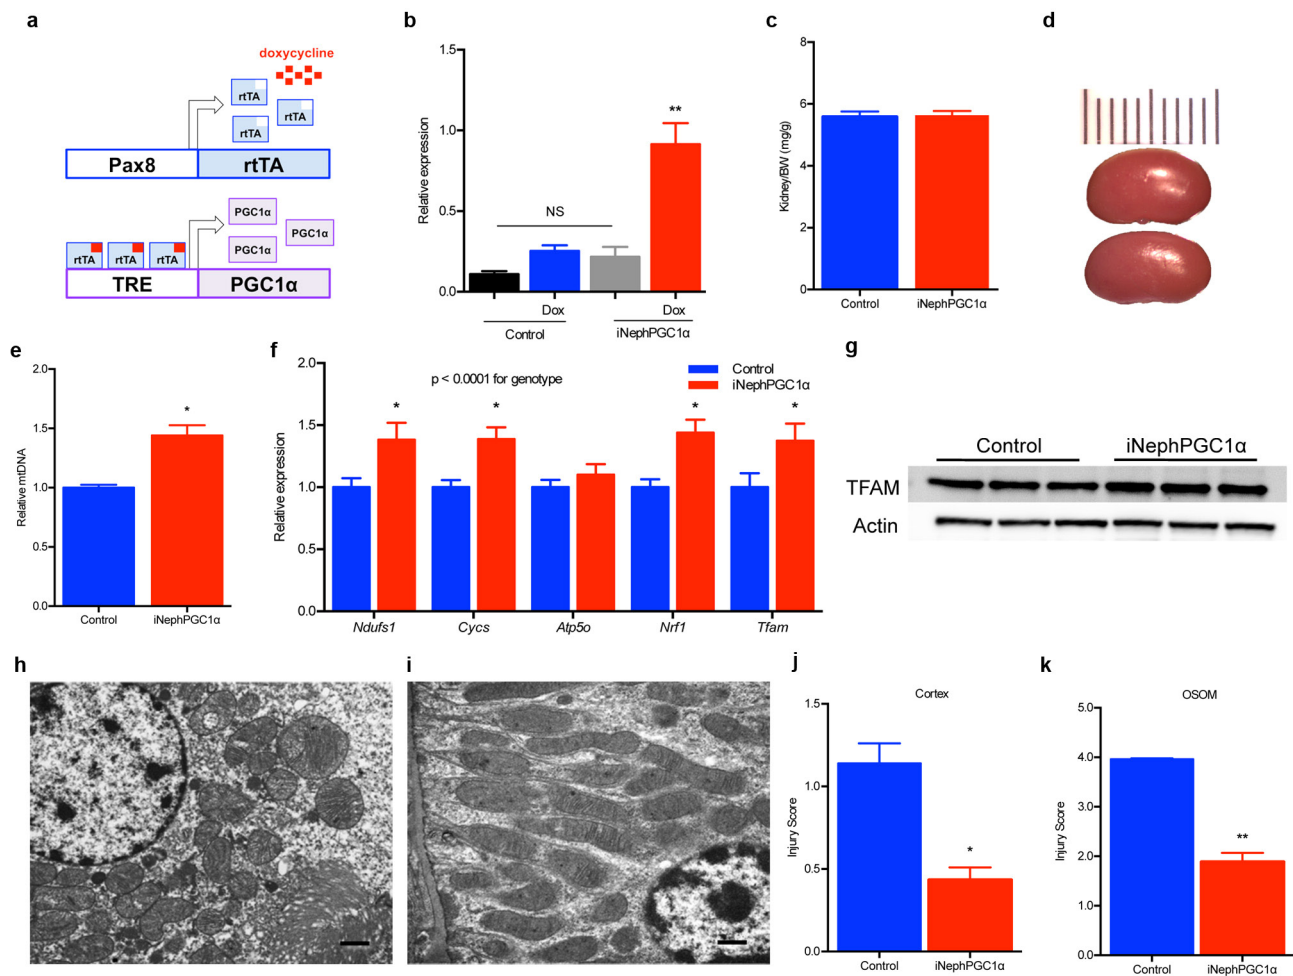 a
doxycycline
rtTA
rtTA
rtTA
Pax8 rtTA
PGC1α
PGC1α
PGC1α
rtTA rtTA rtTA
TRE PGC1α
b
Relative expression
1.5
1.0
0.5
0.0
NS
**
Dox Dox
Control iNephPGC1α
c
Kidney/BW (mg/g)
8
6
4
2
0
Control iNephPGC1α
d
e
Relative mtDNA
2.0
1.5
1.0
0.5
0.0
*
Control iNephPGC1α
f
Relative expression
2.0
1.5
1.0
0.5
0.0
p < 0.0001 for genotype
Control
iNephPGC1α
* * * *
Ndufs1 Cycs Atp5o Nrf1 Tfam
g
Control iNephPGC1α
TFAM
Actin
h
i
j
Cortex
Injury Score
1.5
1.0
0.5
0.0
*
Control iNephPGC1α
k
OSOM
Injury Score
5.0
4.0
3.0
2.0
1.0
0.0
**
Control iNephPGC1α